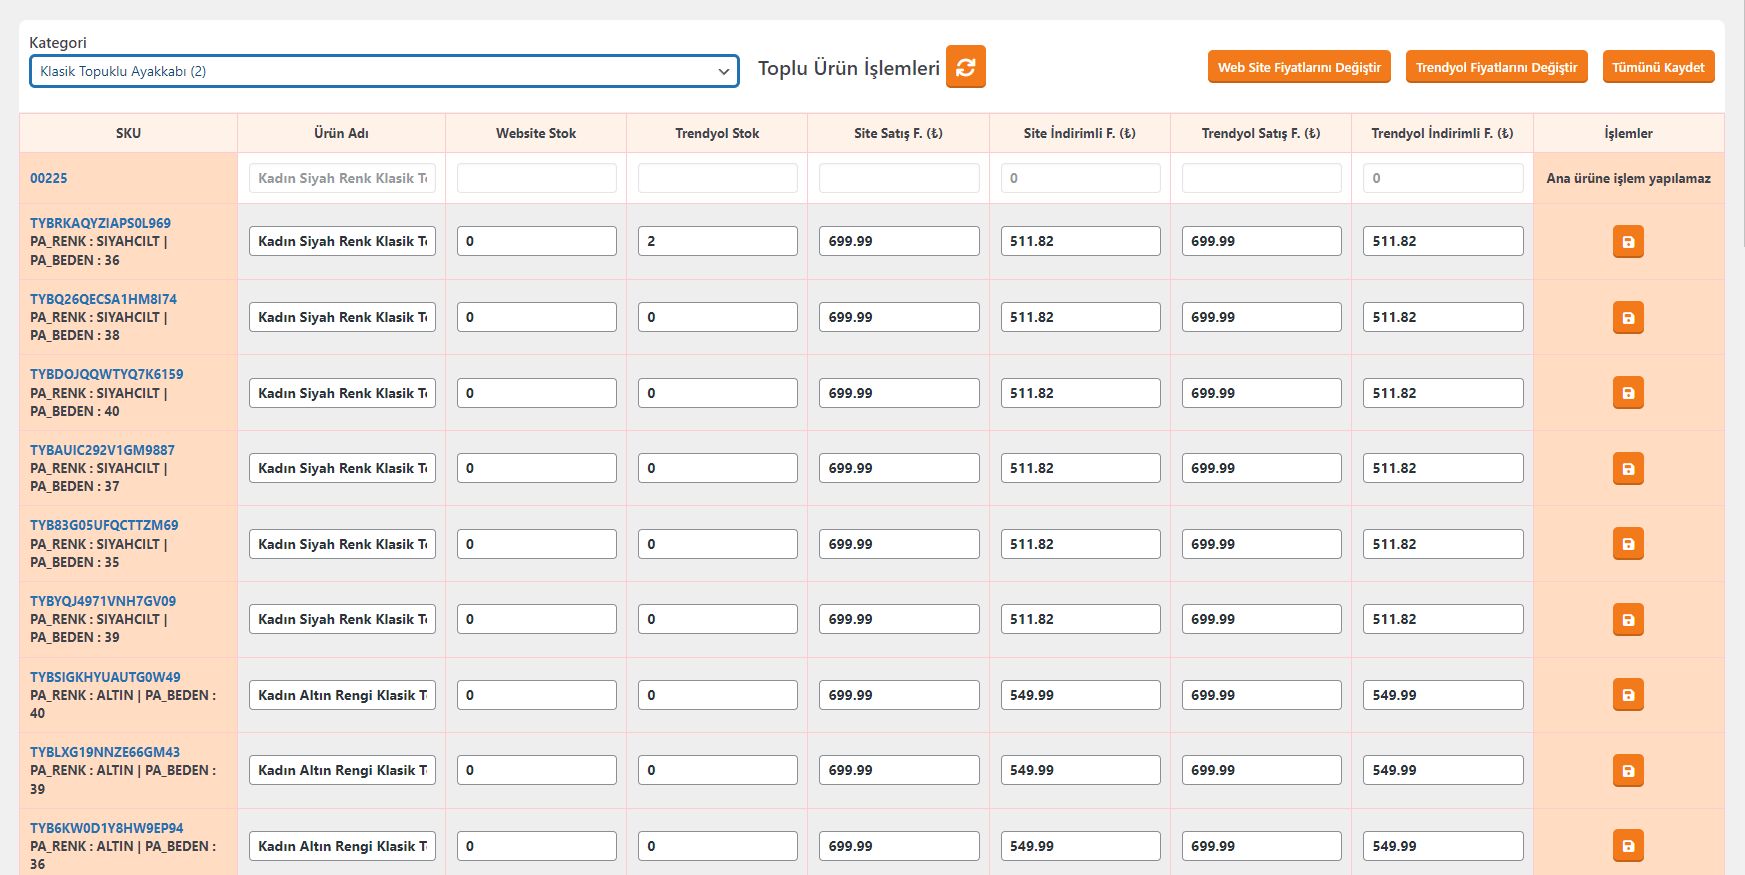 Kategori
Klasik Topuklu Ayakkabı (2)
Toplu Ürün İşlemleri
Web Site Fiyatlarını Değiştir
Trendyol Fiyatlarını Değiştir
Tümünü Kaydet
SKU Ürün Adı Website Stok Trendyol Stok Site Satış F. (₺) Site İndirimli F. (₺) Trendyol Satış F. (₺) Trendyol İndirimli F. (₺) İşlemler
00225 Kadın Siyah Renk Klasik 0 0 Ana ürüne işlem yapılamaz
TYBRKAQYZIAPS0L969
PA_RENK : SIYAHCILT | Kadın Siyah Renk Klasik 0 2 699.99 511.82 699.99 511.82
PA_BEDEN : 36
TYBQ26QECSA1HM8I74
PA_RENK : SIYAHCILT | Kadın Siyah Renk Klasik 0 0 699.99 511.82 699.99 511.82
PA_BEDEN : 38
TYBDOJQQWTYQ7K6159
PA_RENK : SIYAHCILT | Kadın Siyah Renk Klasik 0 0 699.99 511.82 699.99 511.82
PA_BEDEN : 40
TYBAUIC292V1GM9887
PA_RENK : SIYAHCILT | Kadın Siyah Renk Klasik 0 0 699.99 511.82 699.99 511.82
PA_BEDEN : 37
TYB83G05UFQCTTZM69
PA_RENK : SIYAHCILT | Kadın Siyah Renk Klasik 0 0 699.99 511.82 699.99 511.82
PA_BEDEN : 35
TYBYQJ4971VNH7GV09
PA_RENK : SIYAHCILT | Kadın Siyah Renk Klasik 0 0 699.99 511.82 699.99 511.82
PA_BEDEN : 39
TYBSIGKHYUAUTG0W49
PA_RENK : ALTIN | PA_BEDEN : Kadın Altın Rengi Klasik 0 0 699.99 549.99 699.99 549.99
40
TYBLXG19NNZE66GM43
PA_RENK : ALTIN | PA_BEDEN : Kadın Altın Rengi Klasik 0 0 699.99 549.99 699.99 549.99
39
TYB6KW0D1Y8HW9EP94
PA_RENK : ALTIN | PA_BEDEN : Kadın Altın Rengi Klasik 0 0 699.99 549.99 699.99 549.99
36